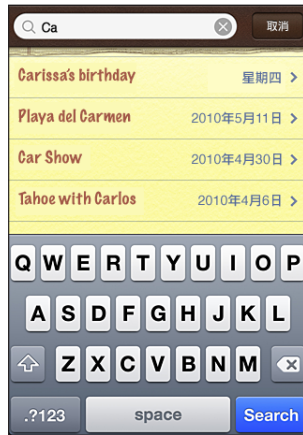 Ca
取消
Carissa's birthday 星期四
Playa del Carmen 2010年5月11日
Car Show 2010年4月30日
Tahoe with Carlos 2010年4月6日
Q W E R T Y U I O P
A S D F G H J K L
Z X C V B N M
.?123 space Search